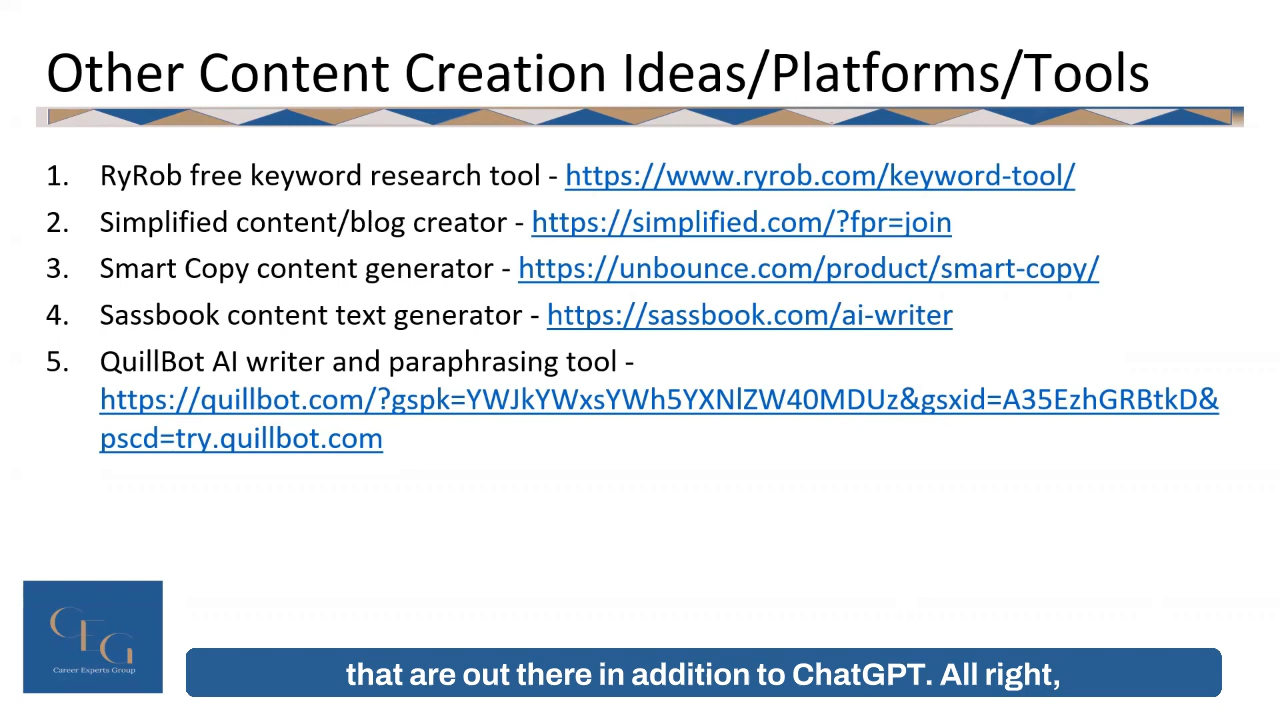 Other Content Creation Ideas/Platforms/Tools
1. RyRob free keyword research tool - https://www.ryrob.com/keyword-tool/
2. Simplified content/blog creator - https://simplified.com/?fpr=join
3. Smart Copy content generator - https://unbounce.com/product/smart-copy/
4. Sassbook content text generator - https://sassbook.com/ai-writer
5. QuillBot AI writer and paraphrasing tool -
https://quillbot.com/?gspk=YWJkYWxsYWh5YXNlZW40MDUz&gsxid=A35EzhGRBtkD&
pscd=try.quillbot.com
CEG
Career Experts Group
that are out there in addition to ChatGPT. All right,